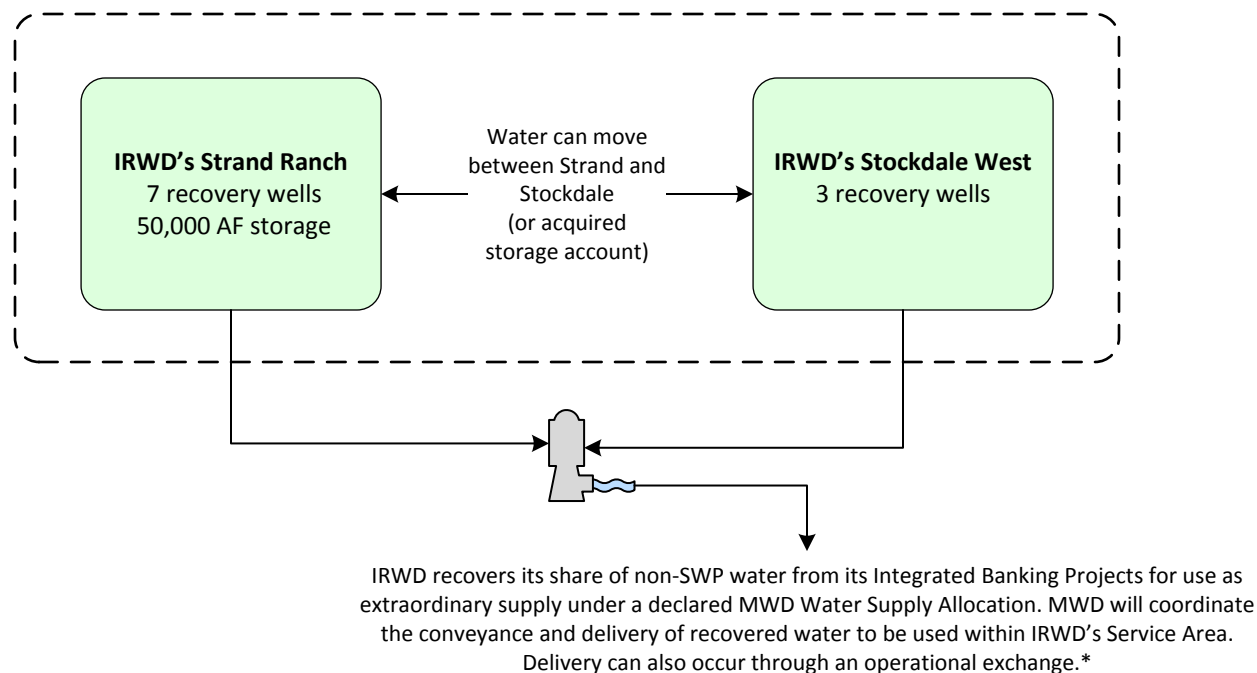 IRWD’s Strand Ranch
7 recovery wells
50,000 AF storage
Water can move
between Strand and
Stockdale
(or acquired
storage account)
IRWD’s Stockdale West
3 recovery wells
IRWD recovers its share of non-SWP water from its Integrated Banking Projects for use as
extraordinary supply under a declared MWD Water Supply Allocation. MWD will coordinate
the conveyance and delivery of recovered water to be used within IRWD’s Service Area.
Delivery can also occur through an operational exchange.*